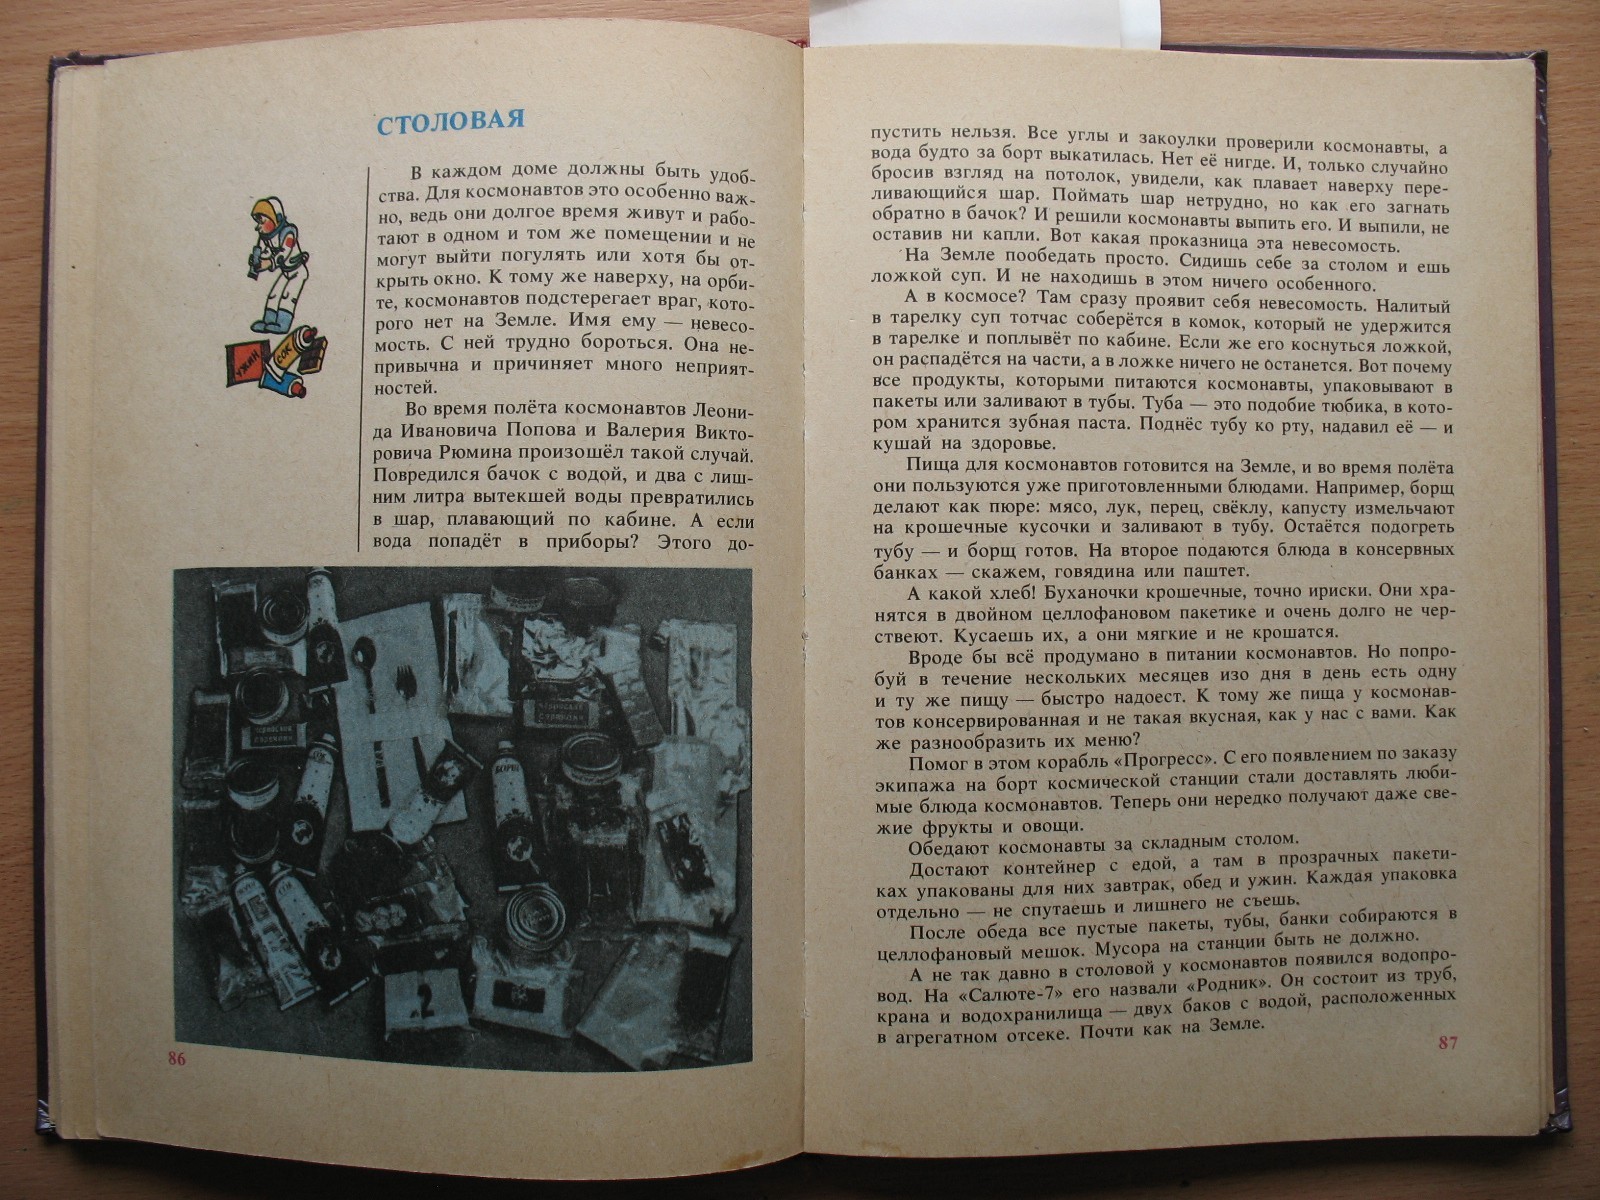 СТОЛОВАЯ
В каждом доме должны быть удоб-
ства. Для космонавтов это особенно важ-
но, ведь они долгое время живут и рабо-
тают в одном и том же помещении и не
могут выйти погулять или хотя бы от-
крыть окно. К тому же наверху, на орби-
те, космонавтов подстерегает враг, кото-
рого нет на Земле. Имя ему — невесо-
мость. С ней трудно бороться. Она не-
привычна и причиняет много неприят-
ностей.
Во время полёта космонавтов Леони-
да Ивановича Попова и Валерия Викто-
ровича Рюмина произошёл такой случай.
Повредился бачок с водой, и два с лиш-
ним литра вытекшей воды превратились
в шар, плавающий по кабине. А если
вода попадёт в приборы? Этого до-
УЖИН
СОК
БОРЩ
2
86
пустить нельзя. Все углы и закоулки проверили космонавты, а
вода будто за борт выкатилась. Нет её нигде. И, только случайно
бросив взгляд на потолок, увидели, как плавает наверху пере-
ливающийся шар. Поймать шар нетрудно, но как его загнать
обратно в бачок? И решили космонавты выпить его. И выпили, не
оставив ни капли. Вот какая проказница эта невесомость.
На Земле пообедать просто. Сидишь себе за столом и ешь
ложкой суп. И не находишь в этом ничего особенного.
А в космосе? Там сразу проявит себя невесомость. Налитый
в тарелку суп тотчас соберётся в комок, который не удержится
в тарелке и поплывёт по кабине. Если же его коснуться ложкой,
он распадётся на части, а в ложке ничего не останется. Вот почему
все продукты, которыми питаются космонавты, упаковывают в
пакеты или заливают в тубы. Туба — это подобие тюбика, в кото-
ром хранится зубная паста. Поднёс тубу ко рту, надавил её — и
кушай на здоровье.
Пища для космонавтов готовится на Земле, и во время полёта
они пользуются уже приготовленными блюдами. Например, борщ
делают как пюре: мясо, лук, перец, свёклу, капусту измельчают
на крошечные кусочки и заливают в тубу. Остаётся подогреть
тубу — и борщ готов. На второе подаются блюда в консервных
банках — скажем, говядина или паштет.
А какой хлеб! Буханочки крошечные, точно ириски. Они хра-
нятся в двойном целлофановом пакетике и очень долго не чер-
ствеют. Кусаешь их, а они мягкие и не крошатся.
Вроде бы всё продумано в питании космонавтов. Но попро-
буй в течение нескольких месяцев изо дня в день есть одну
и ту же пищу — быстро надоест. К тому же пища у космонав-
тов консервированная и не такая вкусная, как у нас с вами. Как
же разнообразить их меню?
Помог в этом корабль «Прогресс». С его появлением по заказу
экипажа на борт космической станции стали доставлять люби-
мые блюда космонавтов. Теперь они нередко получают даже све-
жие фрукты и овощи.
Обедают космонавты за складным столом.
Достают контейнер с едой, а там в прозрачных пакети-
ках упакованы для них завтрак, обед и ужин. Каждая упаковка
отдельно — не спутаешь и лишнего не съешь.
После обеда все пустые пакеты, тубы, банки собираются в
целлофановый мешок. Мусора на станции быть не должно.
А не так давно в столовой у космонавтов появился водопро-
вод. На «Салюте-7» его назвали «Родник». Он состоит из труб,
крана и водохранилища — двух баков с водой, расположенных
в агрегатном отсеке. Почти как на Земле.
87